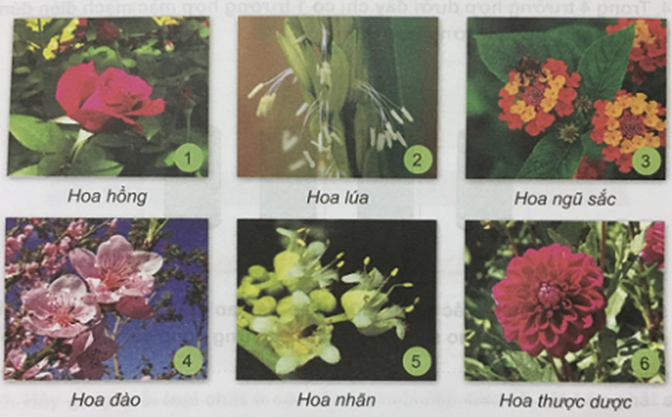 1
Hoa hồng
2
Hoa lúa
3
Hoa ngũ sắc
4
Hoa đào
5
Hoa nhãn
6
Hoa thược dược